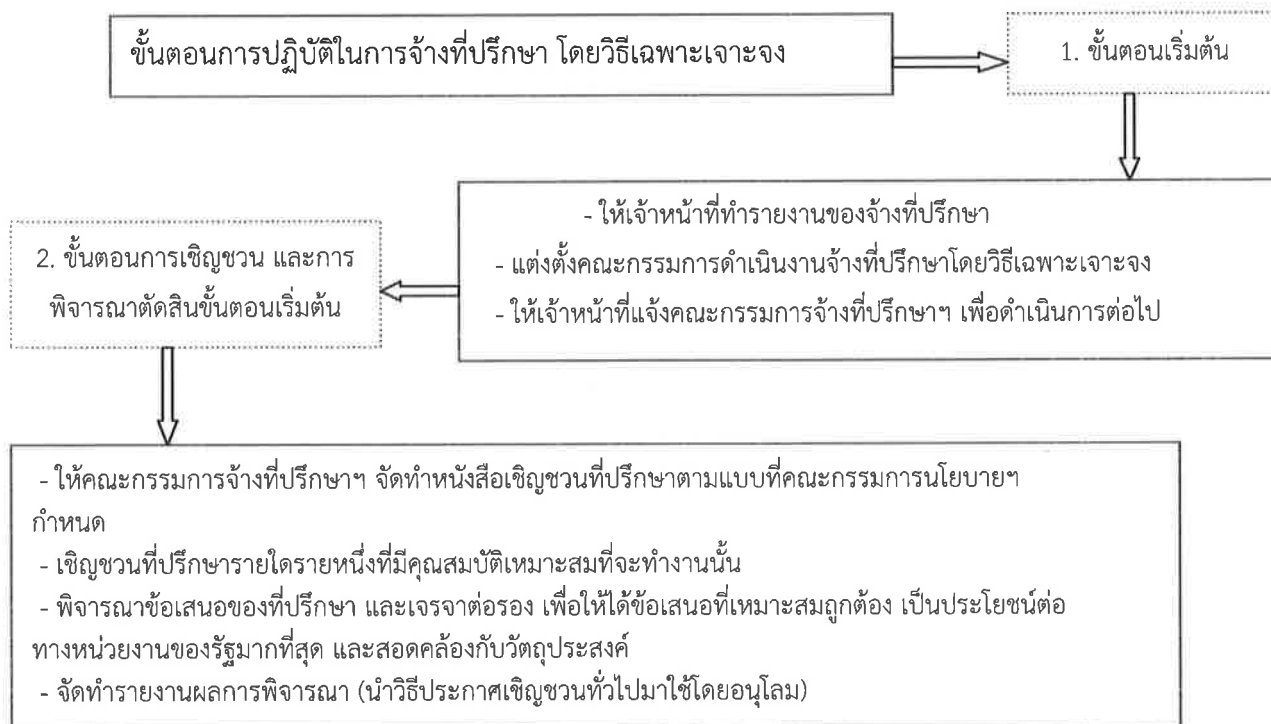 ขั้นตอนการปฏิบัติในการจ้างที่ปรึกษา โดยวิธีเฉพาะเจาะจง
1. ขั้นตอนเริ่มต้น
- ให้เจ้าหน้าที่ทำรายงานของจ้างที่ปรึกษา
- แต่งตั้งคณะกรรมการดำเนินงานจ้างที่ปรึกษาโดยวิธีเฉพาะเจาะจง
- ให้เจ้าหน้าที่แจ้งคณะกรรมการจ้างที่ปรึกษาฯ เพื่อดำเนินการต่อไป
2. ขั้นตอนการเชิญชวน และการ
พิจารณาตัดสินขั้นตอนเริ่มต้น
- ให้คณะกรรมการจ้างที่ปรึกษาฯ จัดทำหนังสือเชิญชวนที่ปรึกษาตามแบบที่คณะกรรมการนโยบายฯ
กำหนด
- เชิญชวนที่ปรึกษารายใดรายหนึ่งที่มีคุณสมบัติเหมาะสมที่จะทำงานนั้น
- พิจารณาข้อเสนอของที่ปรึกษา และเจรจาต่อรอง เพื่อให้ได้ข้อเสนอที่เหมาะสมถูกต้อง เป็นประโยชน์ต่อ
ทางหน่วยงานของรัฐมากที่สุด และสอดคล้องกับวัตถุประสงค์
- จัดทำรายงานผลการพิจารณา (นำวิธีประกาศเชิญชวนทั่วไปมาใช้โดยอนุโลม)